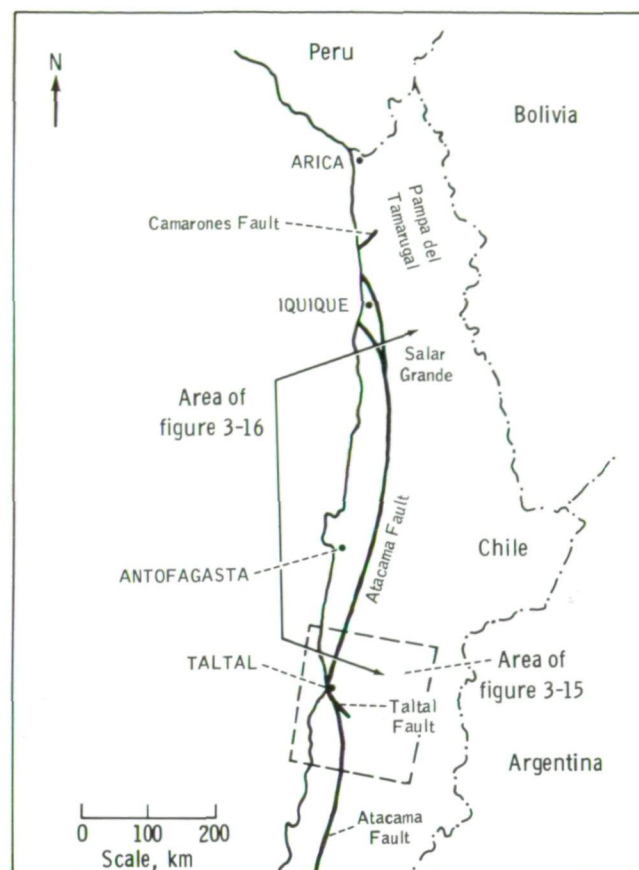 Peru
N
Bolivia
ARICA
Pampa del
Tamarugal
Camarones Fault
IQUIQUE
Salar
Grande
Area of
figure 3-16
Atacama Fault
Chile
ANTOFAGASTA
TALTAL
Area of
figure 3-15
Taltal
Fault
Argentina
Atacama
Fault
0 100 200
Scale, km